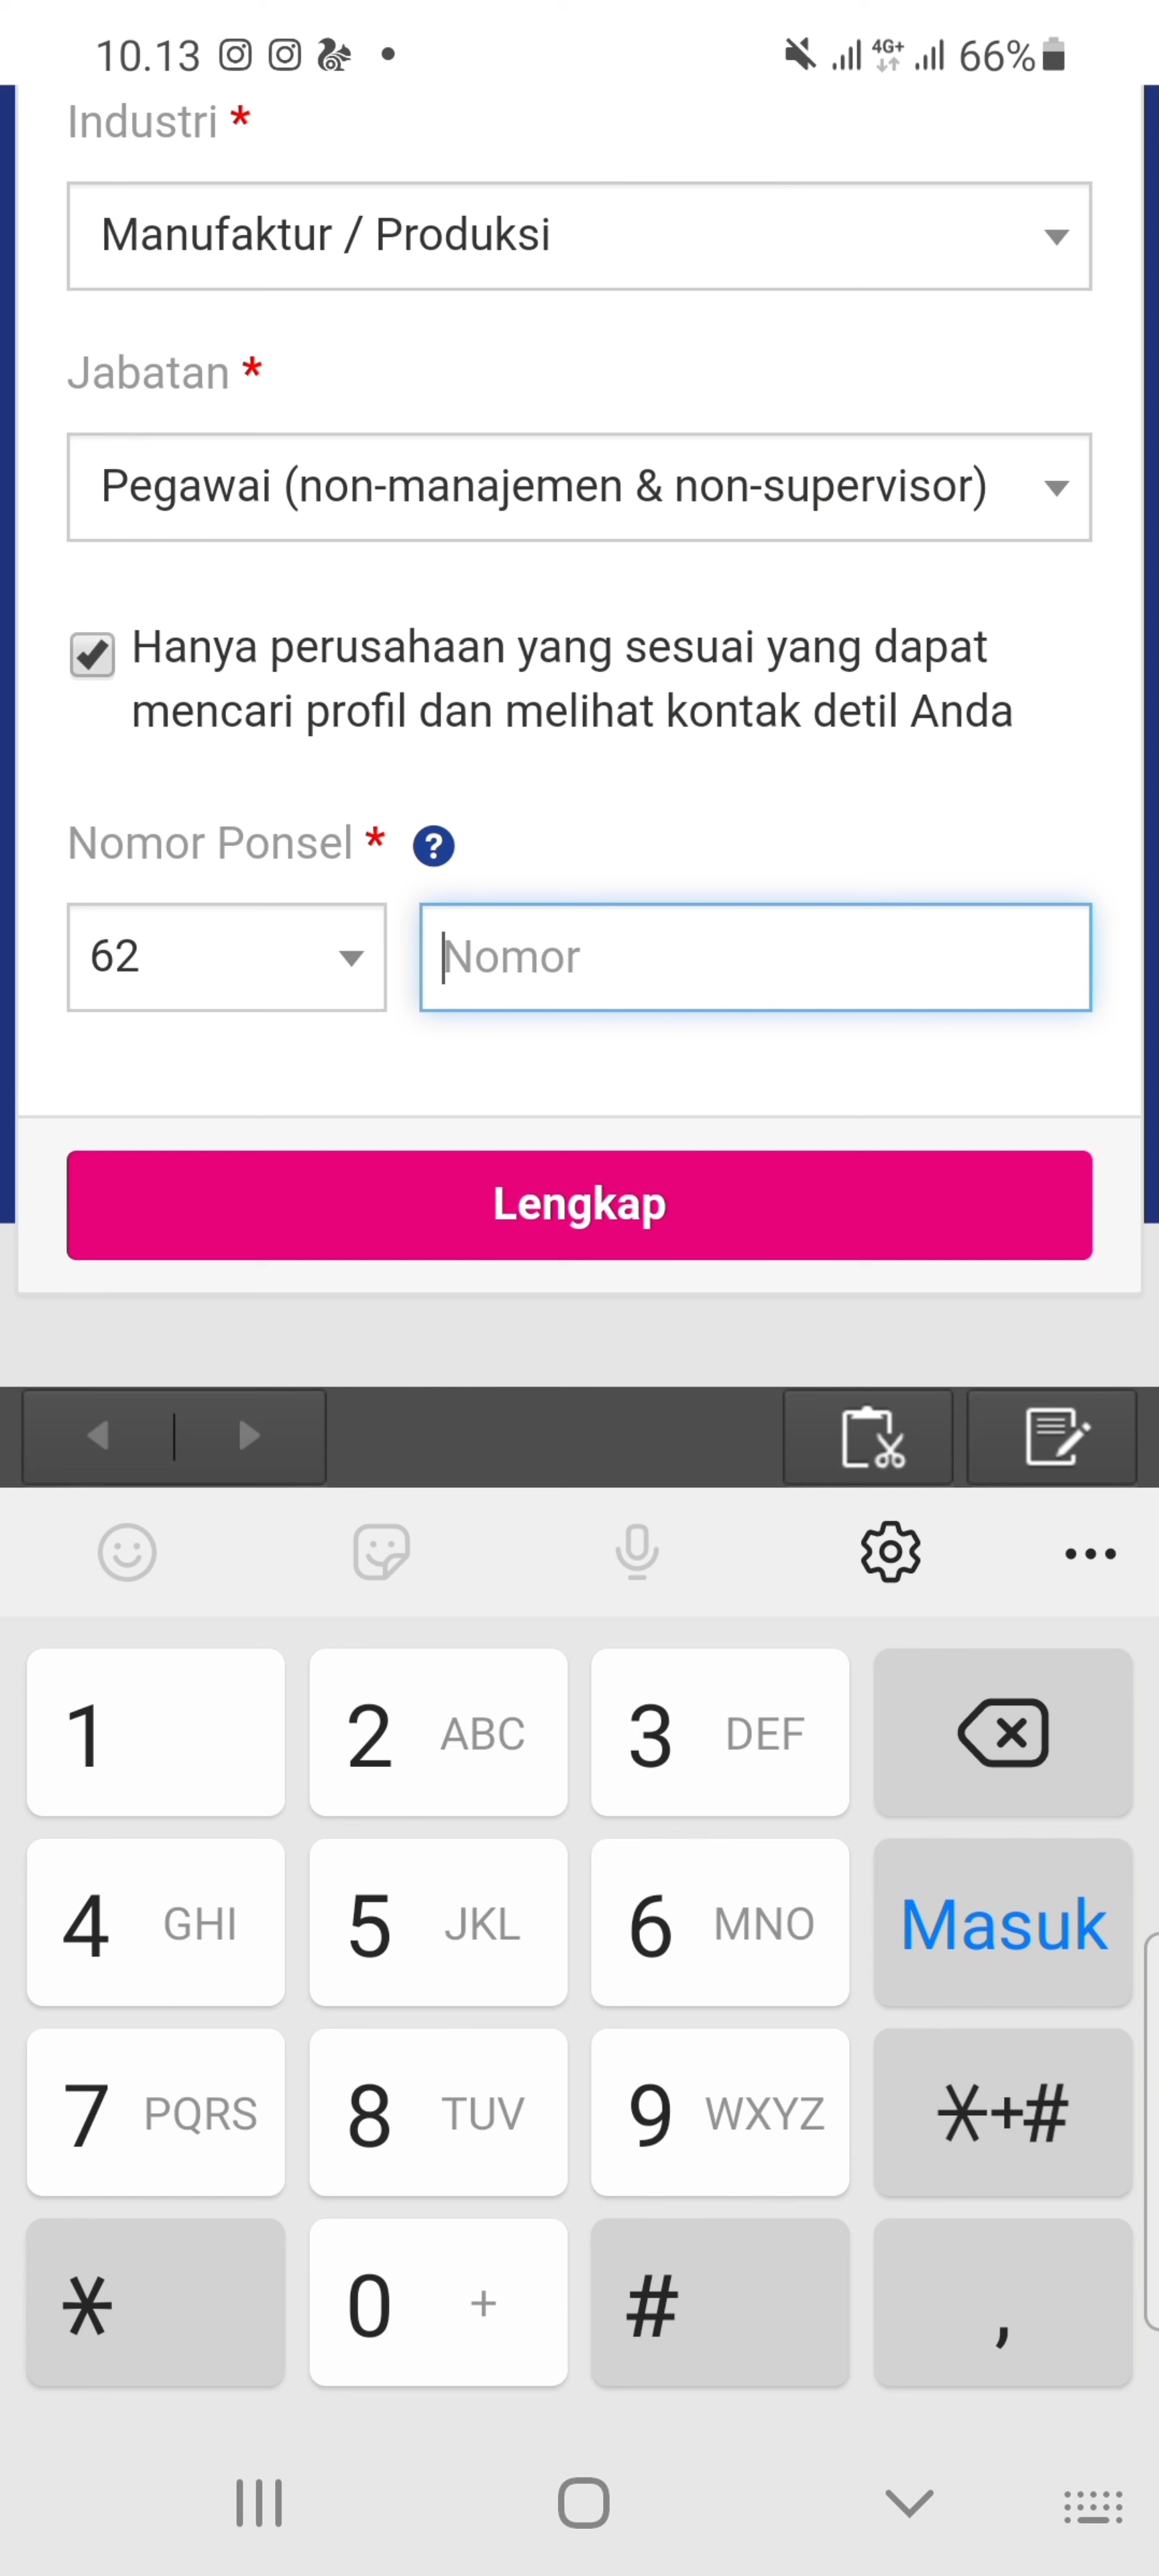 10.13 4G+ 66%
Industri *
Manufaktur / Produksi
Jabatan *
Pegawai (non-manajemen & non-supervisor)
Hanya perusahaan yang sesuai yang dapat
mencari profil dan melihat kontak detil Anda
Nomor Ponsel * ?
62 Nomor
Lengkap
1 2 ABC 3 DEF
4 GHI 5 JKL 6 MNO Masuk
7 PQRS 8 TUV 9 WXYZ *+#
* 0 + # ,